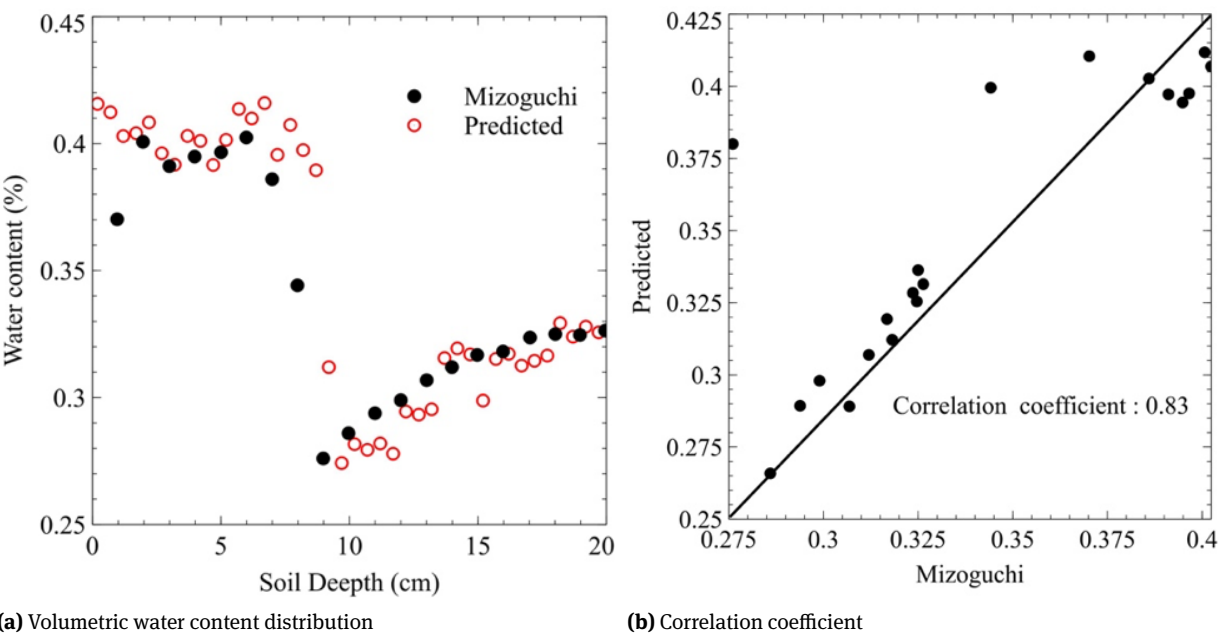 0.45
0.4
0.35
0.3
0.25
Water content (%)
Mizoguchi
Predicted
0
5
10
15
20
Soil Deepth (cm)
(a) Volumetric water content distribution
0.425
0.4
0.375
0.35
0.325
0.3
0.275
0.25
Predicted
Correlation coefficient : 0.83
0.275
0.3
0.325
0.35
0.375
0.4
Mizoguchi
(b) Correlation coefficient